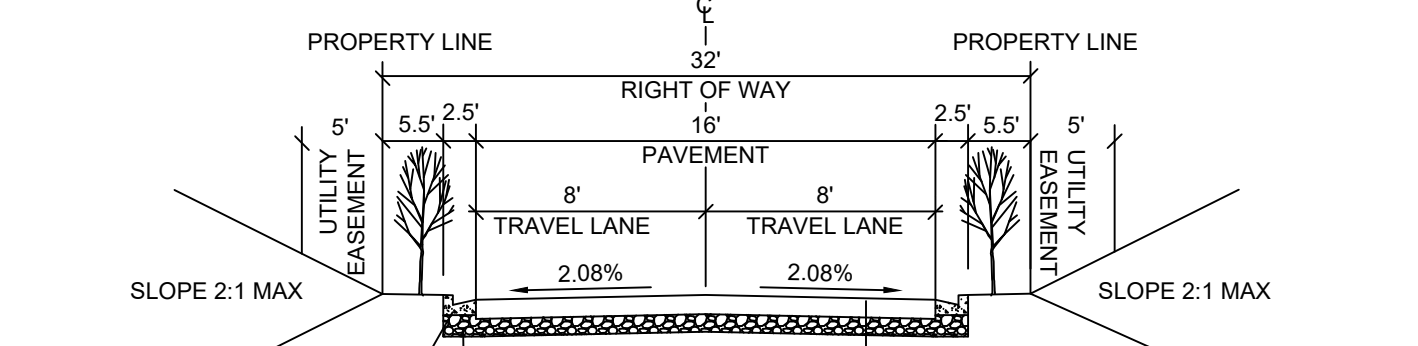 ℄
PROPERTY LINE
PROPERTY LINE
32'
RIGHT OF WAY
5'
5.5'
2.5'
16'
2.5'
5.5'
5'
PAVEMENT
UTILITY
EASEMENT
UTILITY
EASEMENT
8'
8'
TRAVEL LANE
TRAVEL LANE
2.08%
2.08%
SLOPE 2:1 MAX
SLOPE 2:1 MAX